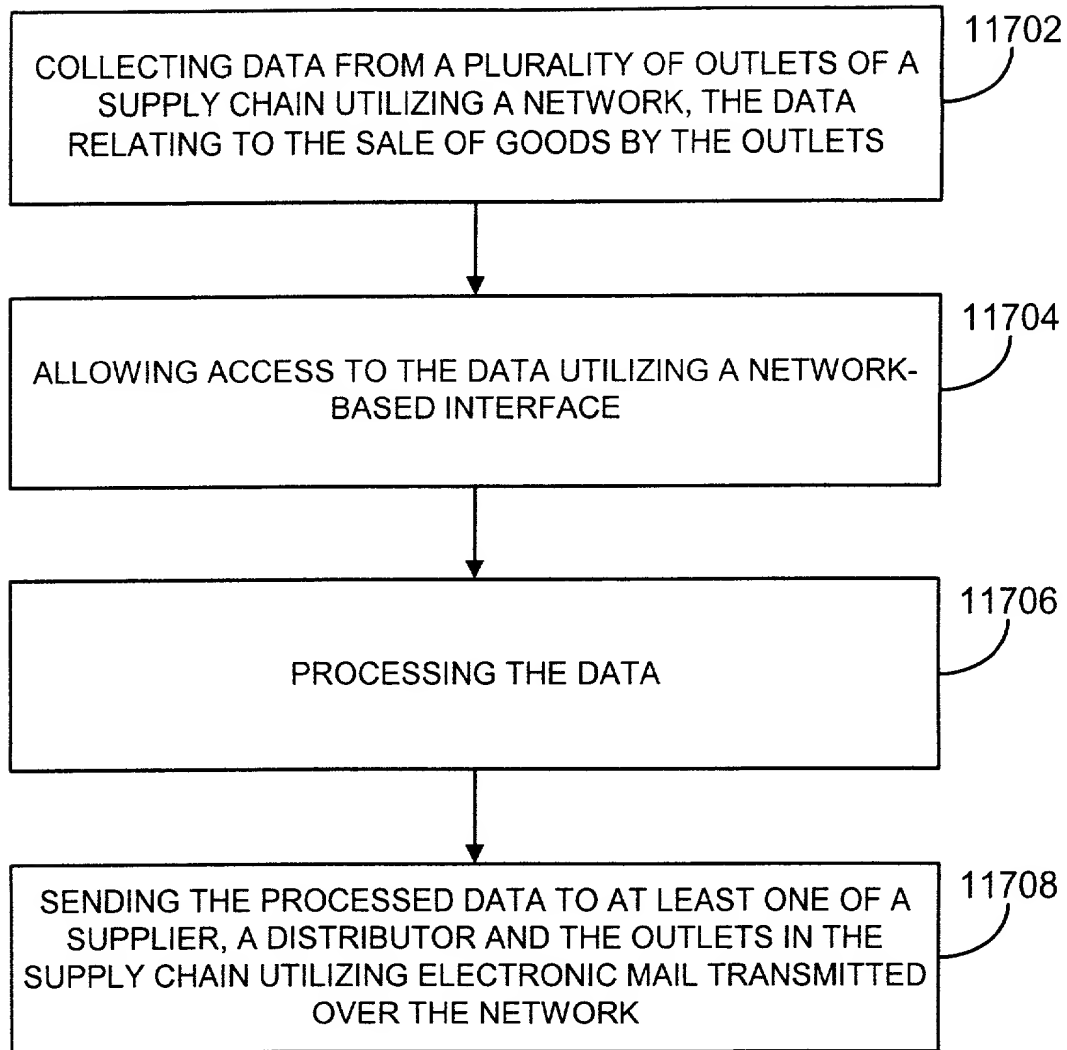 11702
COLLECTING DATA FROM A PLURALITY OF OUTLETS OF A
SUPPLY CHAIN UTILIZING A NETWORK, THE DATA
RELATING TO THE SALE OF GOODS BY THE OUTLETS
11704
ALLOWING ACCESS TO THE DATA UTILIZING A NETWORK-
BASED INTERFACE
11706
PROCESSING THE DATA
11708
SENDING THE PROCESSED DATA TO AT LEAST ONE OF A
SUPPLIER, A DISTRIBUTOR AND THE OUTLETS IN THE
SUPPLY CHAIN UTILIZING ELECTRONIC MAIL TRANSMITTED
OVER THE NETWORK